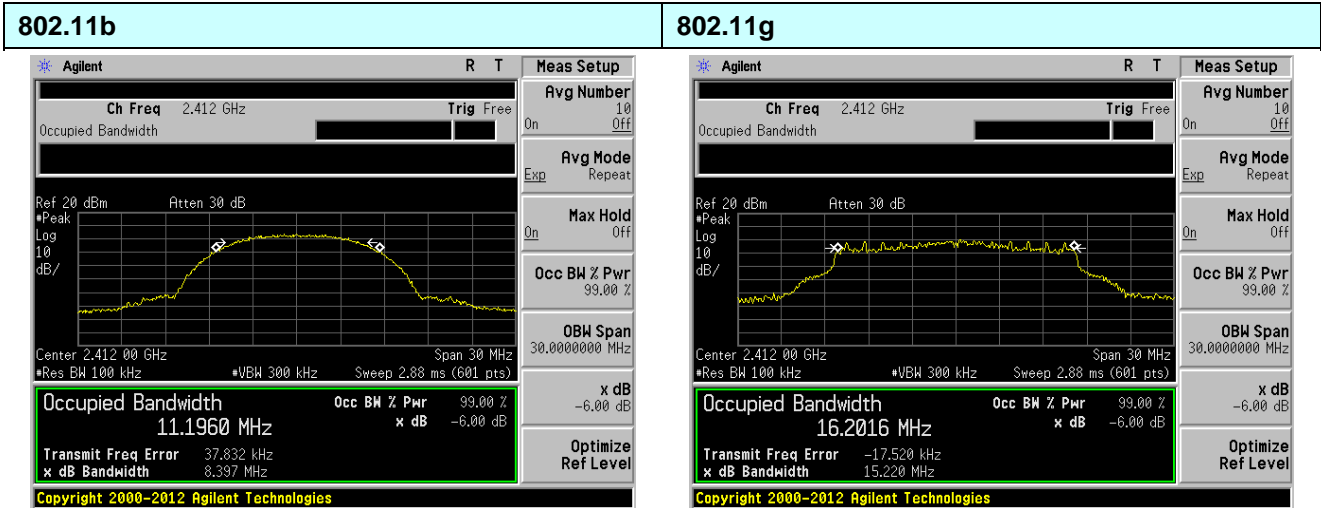 802.11b
802.11g
Agilent R T Meas Setup
Ch Freq 2.412 GHz Trig Free
Occupied Bandwidth
Avg Number
10
On Off
Avg Mode
Exp Repeat
Ref 20 dBm Atten 30 dB
#Peak
Log
10
dB/
Max Hold
On Off
Occ BW % Pwr
99.00 %
OBW Span
30.0000000 MHz
Center 2.412 00 GHz Span 30 MHz
#Res BW 100 kHz #VBW 300 kHz Sweep 2.88 ms (601 pts)
Occupied Bandwidth Occ BW % Pwr 99.00 %
11.1960 MHz x dB -6.00 dB
Transmit Freq Error 37.832 kHz
x dB Bandwidth 8.397 MHz
x dB
-6.00 dB
Optimize
Ref Level
Copyright 2000-2012 Agilent Technologies
Agilent R T Meas Setup
Ch Freq 2.412 GHz Trig Free
Occupied Bandwidth
Avg Number
10
On Off
Avg Mode
Exp Repeat
Ref 20 dBm Atten 30 dB
#Peak
Log
10
dB/
Max Hold
On Off
Occ BW % Pwr
99.00 %
OBW Span
30.0000000 MHz
Center 2.412 00 GHz Span 30 MHz
#Res BW 100 kHz #VBW 300 kHz Sweep 2.88 ms (601 pts)
Occupied Bandwidth Occ BW % Pwr 99.00 %
16.2016 MHz x dB -6.00 dB
Transmit Freq Error -17.520 kHz
x dB Bandwidth 15.220 MHz
x dB
-6.00 dB
Optimize
Ref Level
Copyright 2000-2012 Agilent Technologies